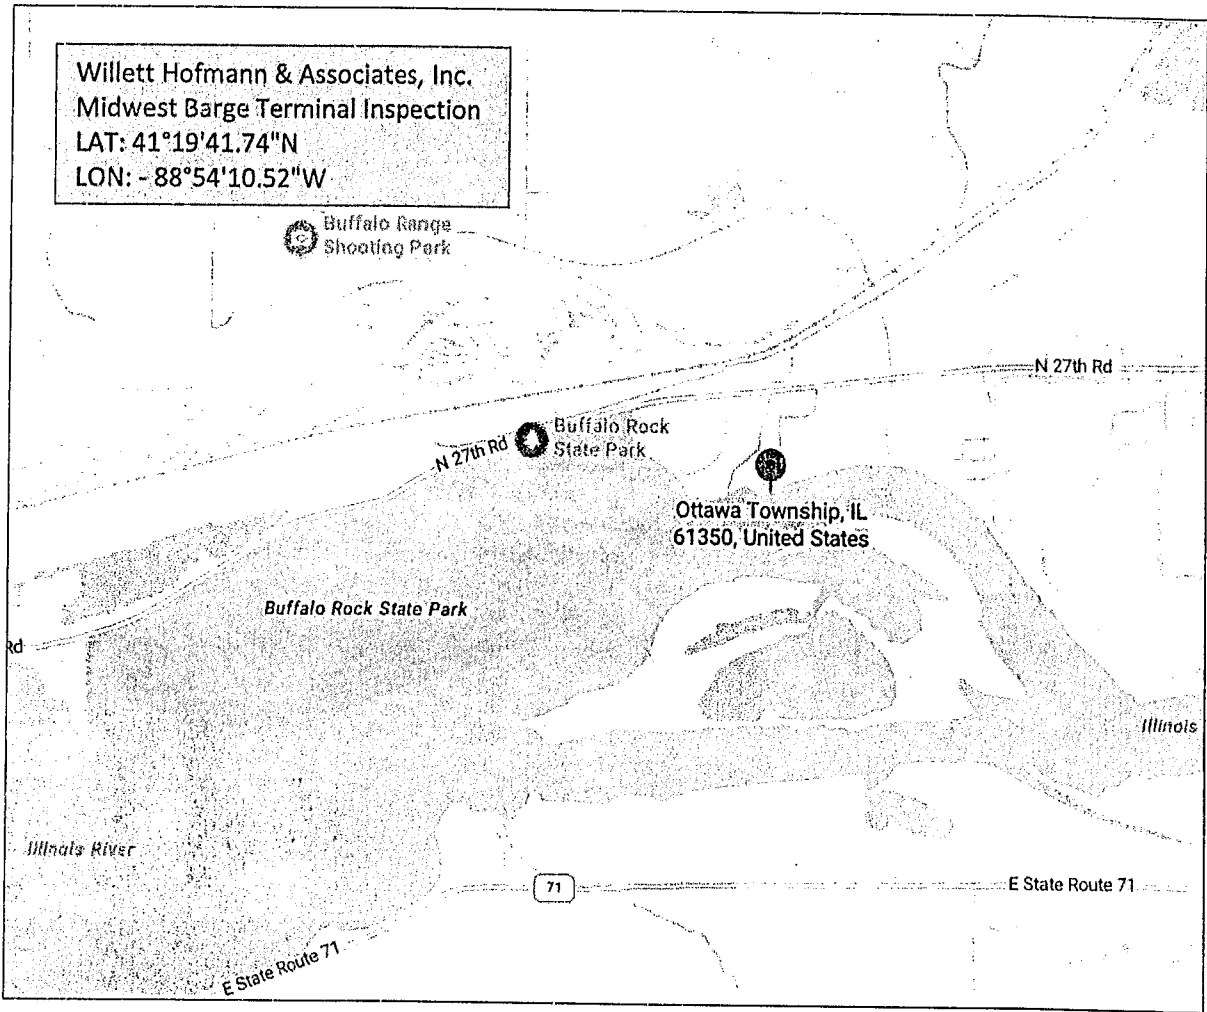 Willett Hofmann & Associates, Inc.
Midwest Barge Terminal Inspection
LAT: 41°19'41.74"N
LON: - 88°54'10.52"W
Buffalo Range
Shooting Park
N 27th Rd
Buffalo Rock
State Park
N 27th Rd
Ottawa Township, IL
61350, United States
Buffalo Rock State Park
Rd
Illinois
Illinois River
71
E State Route 71
E State Route 71